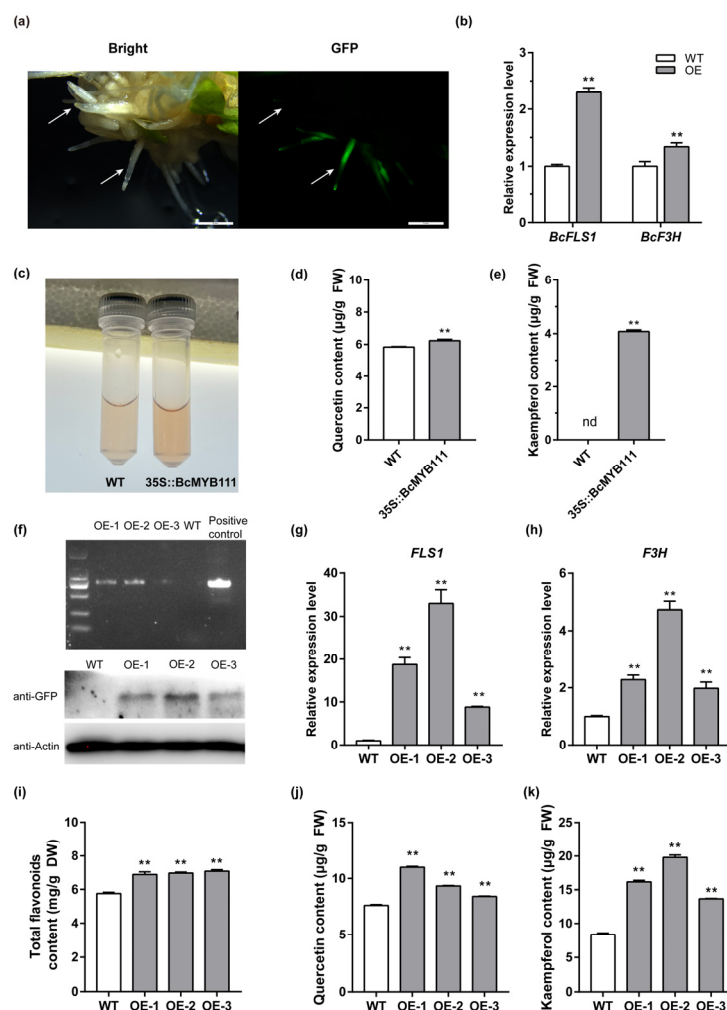 (a)
Bright
GFP
(b)
Relative expression level
3
2
1
0
WT
OE
**
**
BcFLS1
BcF3H
(c)
WT
35S::BcMYB111
(d)
Quercetin content (µg/g FW)
10
8
6
4
2
0
**
WT
35S::BcMYB111
(e)
Kaempferol content (µg/g FW)
6
4
2
0
nd
**
WT
35S::BcMYB111
(f)
OE-1 OE-2 OE-3 WT Positive
control
WT OE-1 OE-2 OE-3
anti-GFP
anti-Actin
(g)
FLS1
Relative expression level
40
30
20
10
0
**
**
**
WT OE-1 OE-2 OE-3
(h)
F3H
Relative expression level
6
4
2
0
**
**
**
WT OE-1 OE-2 OE-3
(i)
Total flavonoids
content (mg/g DW)
10
8
6
4
2
0
**
**
**
WT OE-1 OE-2 OE-3
(j)
Quercetin content (µg/g FW)
15
10
5
0
**
**
**
WT OE-1 OE-2 OE-3
(k)
Kaempferol content (µg/g FW)
25
20
15
10
5
0
**
**
**
WT OE-1 OE-2 OE-3